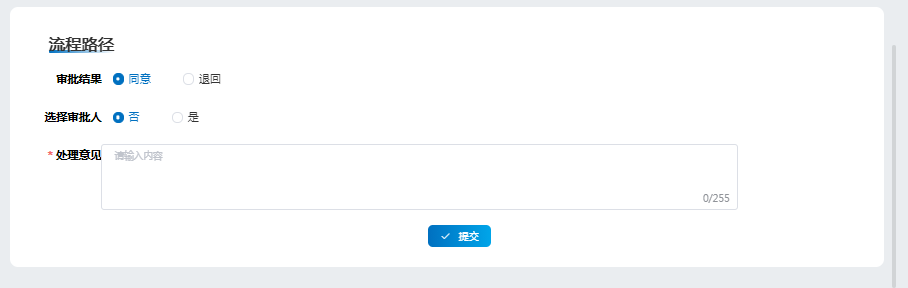 流程路径
审批结果 同意 退回
选择审批人 否 是
* 处理意见 请输入内容
0/255
提交